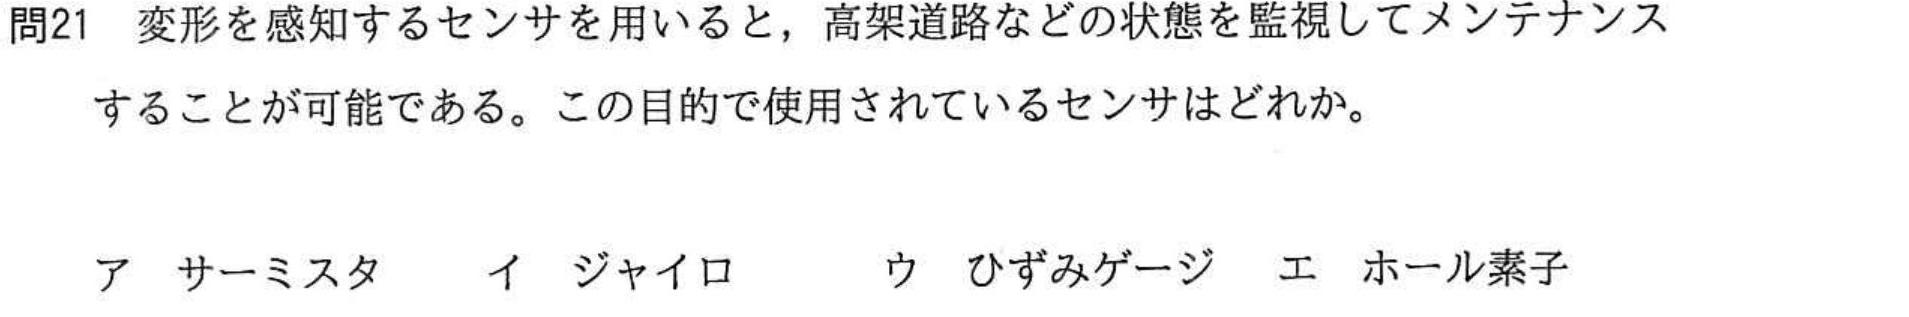 問21　変形を感知するセンサを用いると，高架道路などの状態を監視してメンテナンス
することが可能である。この目的で使用されているセンサはどれか。
ア　サーミスタ　　イ　ジャイロ　　ウ　ひずみゲージ　　エ　ホール素子